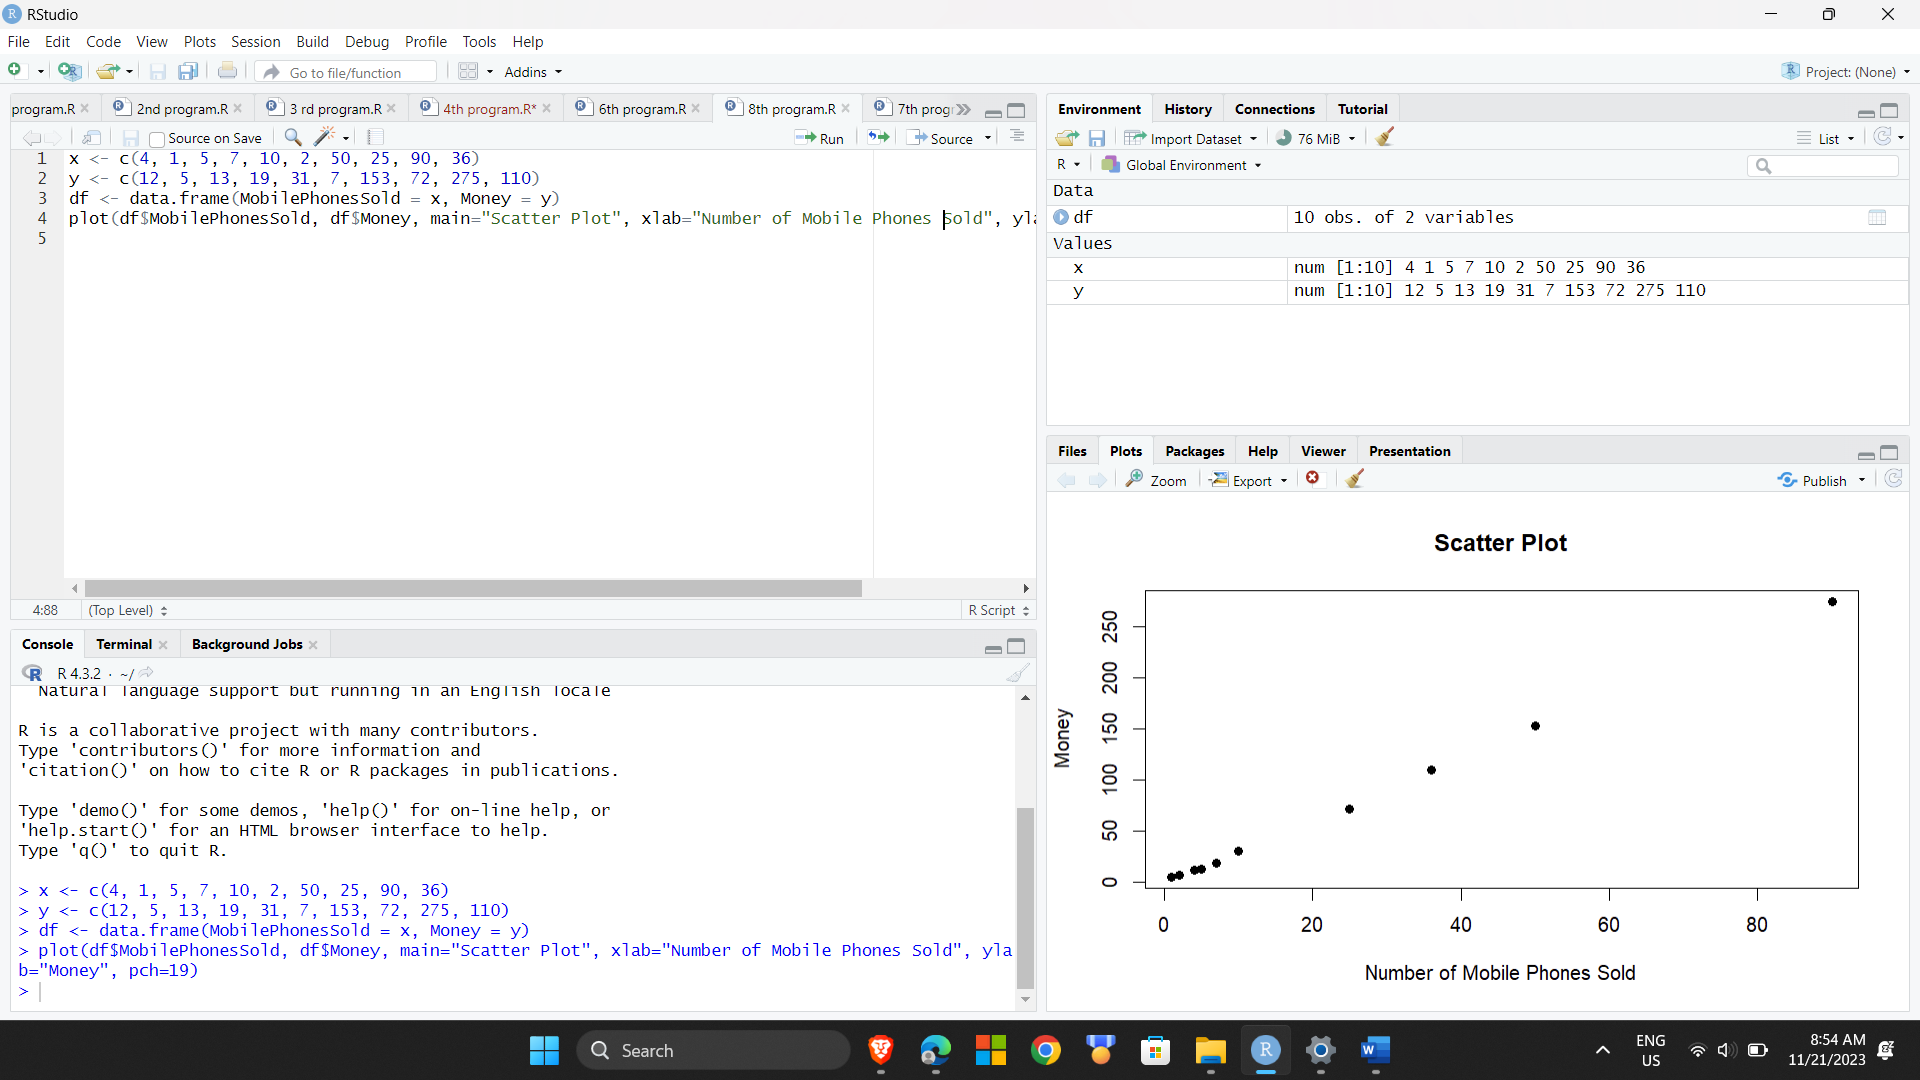 RStudio
File Edit Code View Plots Session Build Debug Profile Tools Help
Go to file/function Addins Project: (None)
program.R 2nd program.R 3 rd program.R 4th program.R* 6th program.R 8th program.R 7th prog
Source on Save Run Source
1 x <- c(4, 1, 5, 7, 10, 2, 50, 25, 90, 36)
2 y <- c(12, 5, 13, 19, 31, 7, 153, 72, 275, 110)
3 df <- data.frame(MobilePhonesSold = x, Money = y)
4 plot(df$MobilePhonesSold, df$Money, main="Scatter Plot", xlab="Number of Mobile Phones Sold", yl
5
4:88 (Top Level) R Script
Console Terminal Background Jobs
R 4.3.2 · ~/
Natural language support but running in an English locale
R is a collaborative project with many contributors.
Type 'contributors()' for more information and
'citation()' on how to cite R or R packages in publications.
Type 'demo()' for some demos, 'help()' for on-line help, or
'help.start()' for an HTML browser interface to help.
Type 'q()' to quit R.
> x <- c(4, 1, 5, 7, 10, 2, 50, 25, 90, 36)
> y <- c(12, 5, 13, 19, 31, 7, 153, 72, 275, 110)
> df <- data.frame(MobilePhonesSold = x, Money = y)
> plot(df$MobilePhonesSold, df$Money, main="Scatter Plot", xlab="Number of Mobile Phones Sold", yla
b="Money", pch=19)
>
Environment History Connections Tutorial
Import Dataset 76 MiB List
R Global Environment
Data
df 10 obs. of 2 variables
Values
x num [1:10] 4 1 5 7 10 2 50 25 90 36
y num [1:10] 12 5 13 19 31 7 153 72 275 110
Files Plots Packages Help Viewer Presentation
Zoom Export Publish
Scatter Plot
Money
250
200
150
100
50
0
0 20 40 60 80
Number of Mobile Phones Sold
Search
ENG
US
8:54 AM
11/21/2023